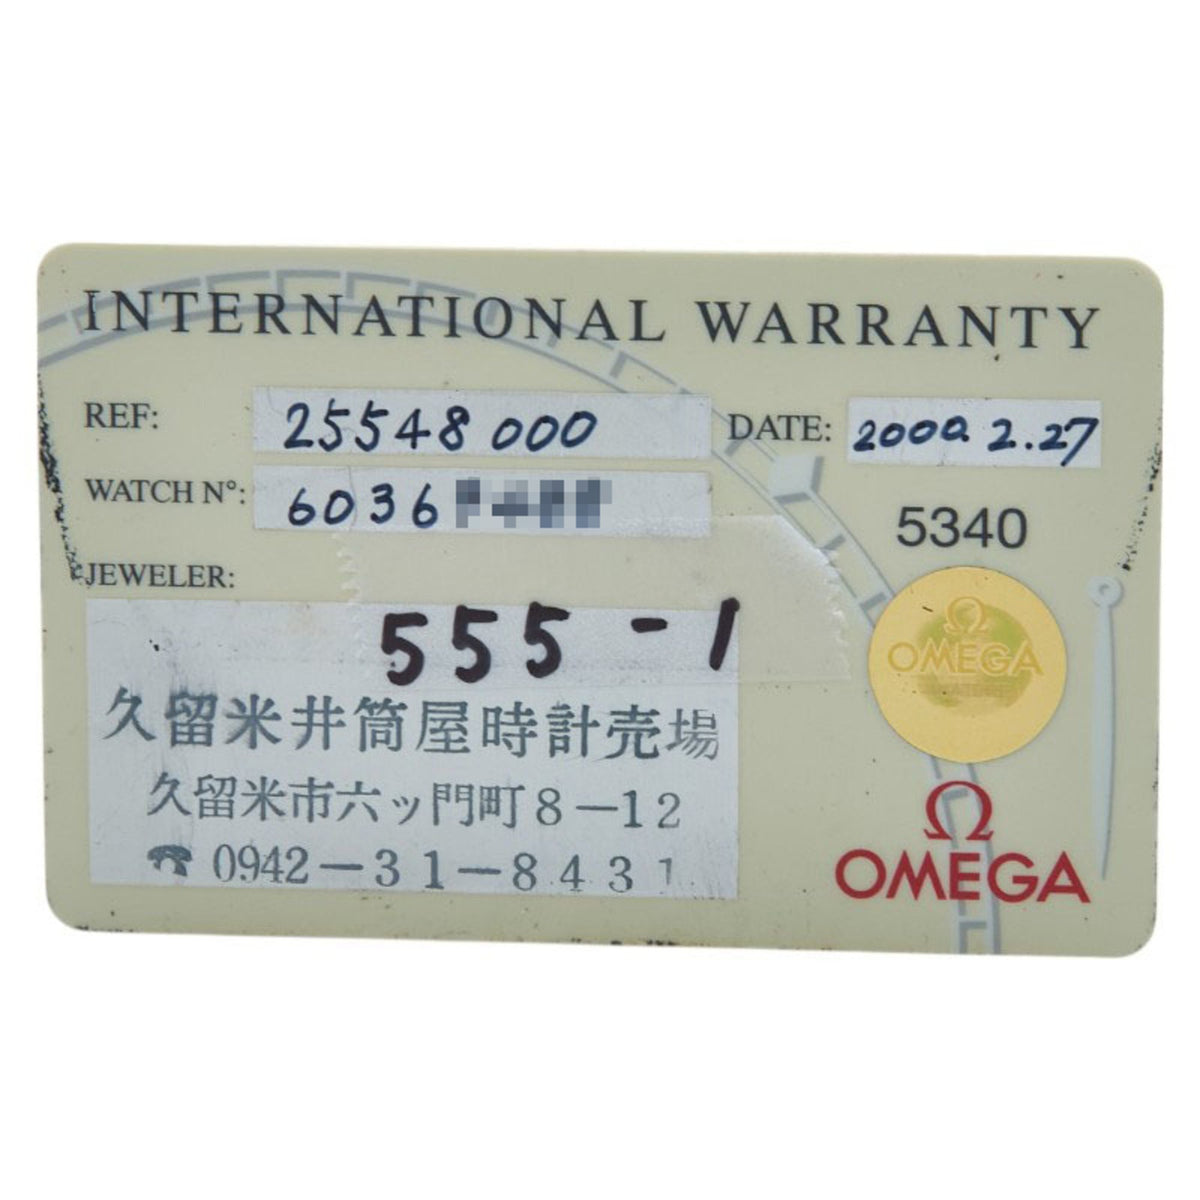 INTERNATIONAL WARRANTY
REF: 25548 000 DATE: 2000. 2.27
WATCH N°: 6036
5340
JEWELER:
555-1
久留米井筒屋時計売場
久留米市六ッ門町8-12
☎ 0942-31-8431
Ω
OMEGA
Ω
OMEGA